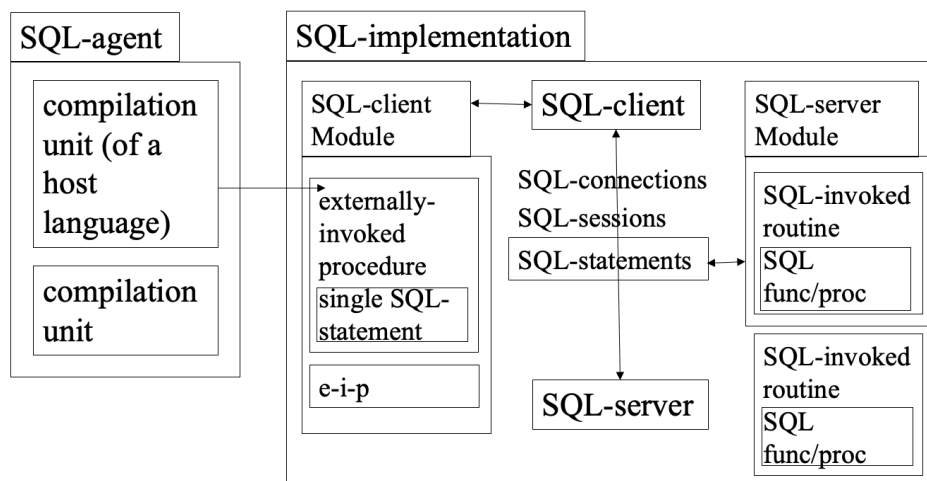 SQL-agent
compilation
unit (of a
host
language)
compilation
unit
SQL-implementation
SQL-client
Module
externally-
invoked
procedure
single SQL-
statement
e-i-p
SQL-client
SQL-connections
SQL-sessions
SQL-statements
SQL-server
SQL-server
Module
SQL-invoked
routine
SQL
func/proc
SQL-invoked
routine
SQL
func/proc